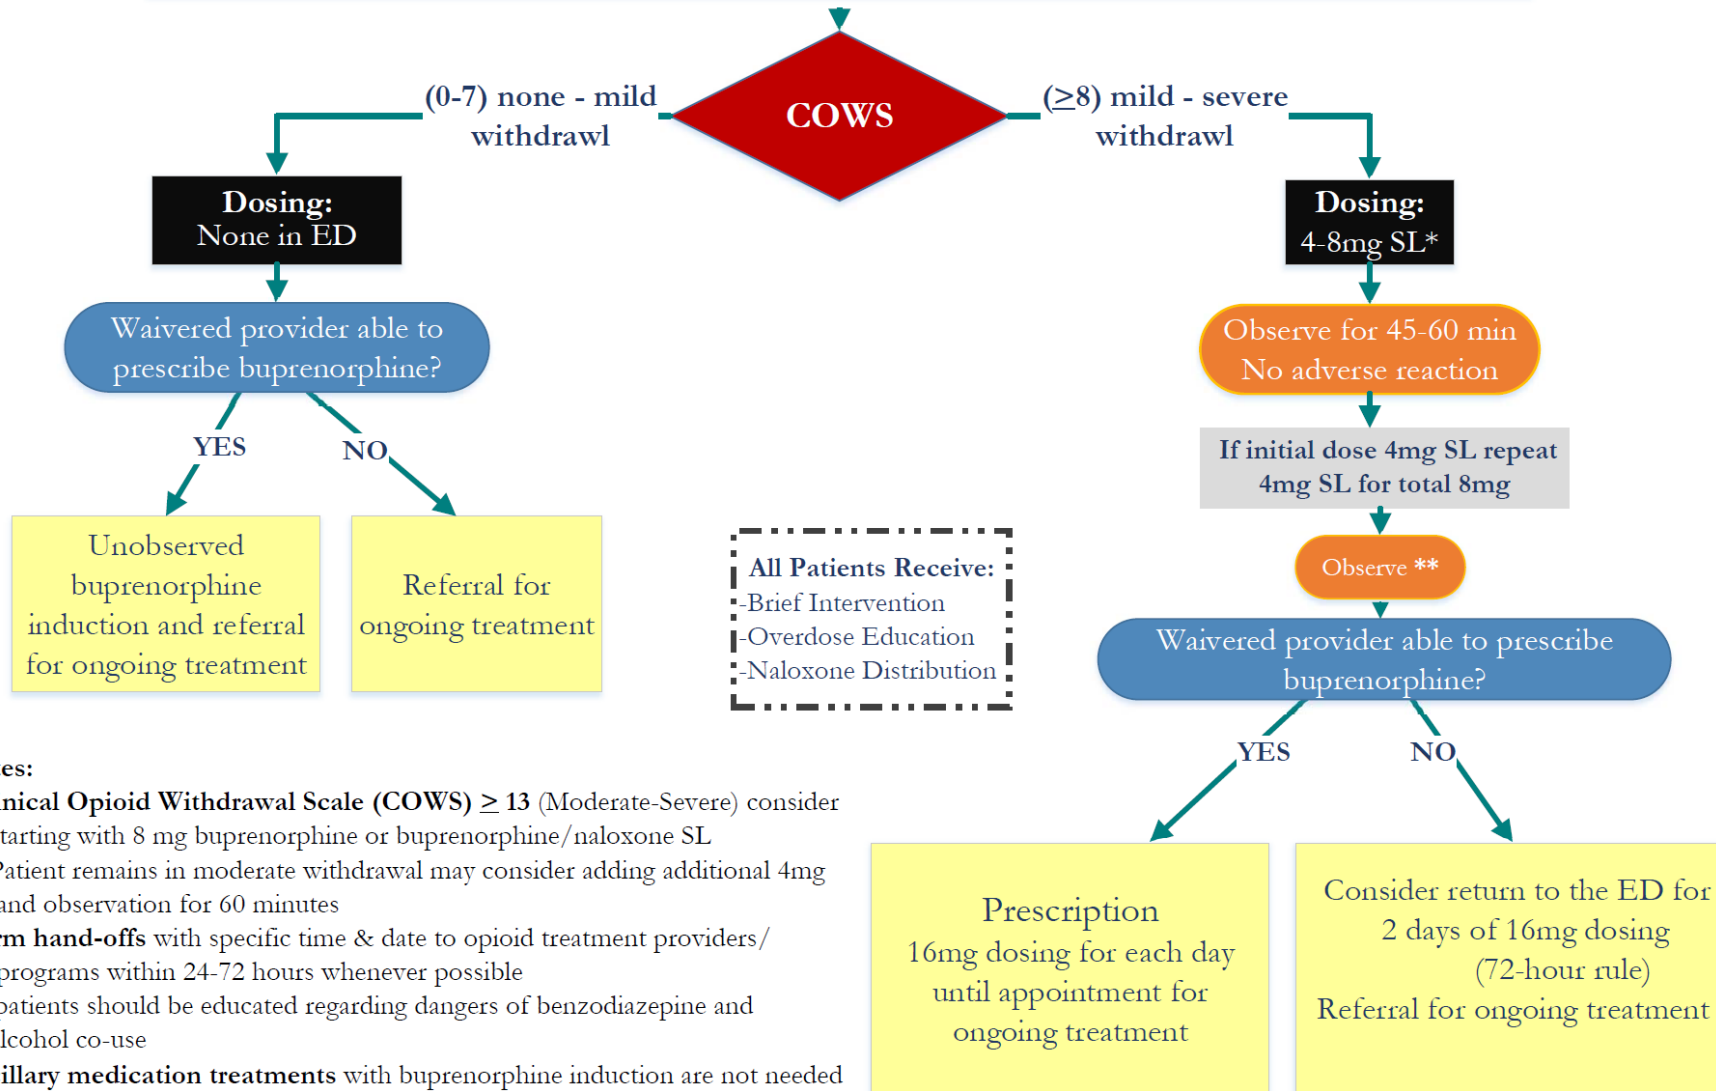 COWS
(0-7) none - mild
withdrawl
(≥8) mild - severe
withdrawl
Dosing:
None in ED
Dosing:
4-8mg SL*
Waivered provider able to
prescribe buprenorphine?
YES
NO
Unobserved
buprenorphine
induction and referral
for ongoing treatment
Referral for
ongoing treatment
Observe for 45-60 min
No adverse reaction
If initial dose 4mg SL repeat
4mg SL for total 8mg
Observe **
All Patients Receive:
-Brief Intervention
-Overdose Education
-Naloxone Distribution
Waivered provider able to prescribe
buprenorphine?
YES
NO
Prescription
16mg dosing for each day
until appointment for
ongoing treatment
Consider return to the ED for
2 days of 16mg dosing
(72-hour rule)
Referral for ongoing treatment
tes:
nical Opioid Withdrawal Scale (COWS) ≥ 13 (Moderate-Severe) consider
tarting with 8 mg buprenorphine or buprenorphine/naloxone SL
Patient remains in moderate withdrawal may consider adding additional 4mg
and observation for 60 minutes
rm hand-offs with specific time & date to opioid treatment providers/
programs within 24-72 hours whenever possible
patients should be educated regarding dangers of benzodiazepine and
lcohol co-use
illary medication treatments with buprenorphine induction are not needed